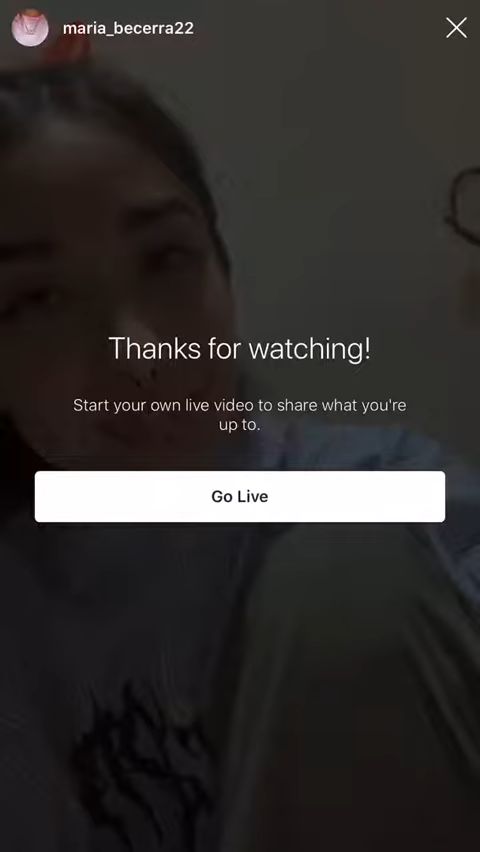 maria_becerra22
Thanks for watching!
Start your own live video to share what you're
up to.
Go Live